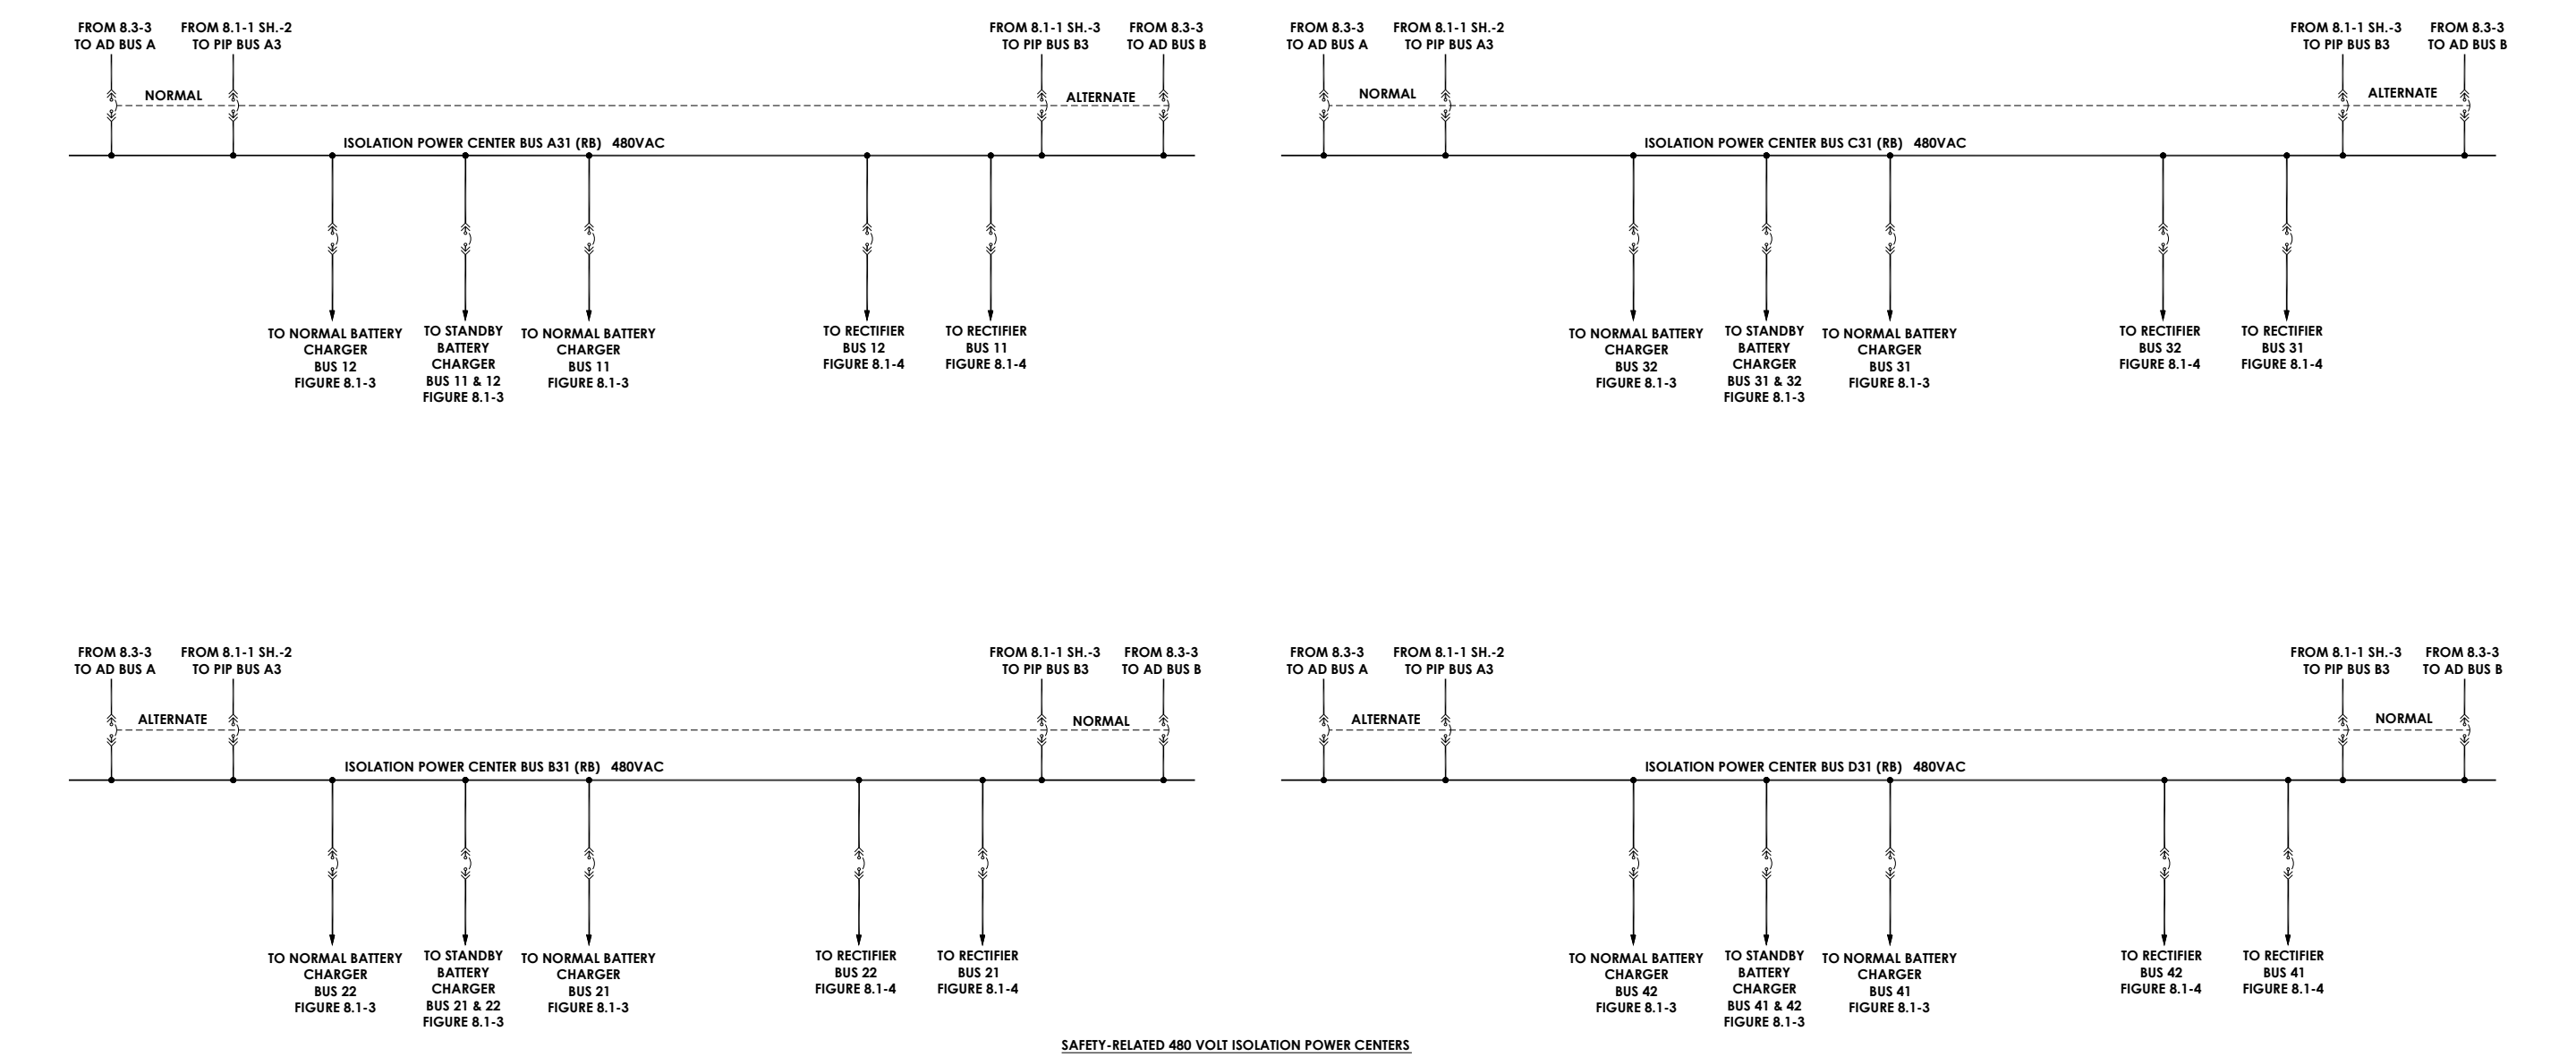 FROM 8.3-3
TO AD BUS A
FROM 8.1-1 SH.-2
TO PIP BUS A3
FROM 8.1-1 SH.-3
TO PIP BUS B3
FROM 8.3-3
TO AD BUS B
NORMAL
ALTERNATE
ISOLATION POWER CENTER BUS A31 (RB) 480VAC
TO NORMAL BATTERY
CHARGER
BUS 12
FIGURE 8.1-3
TO STANDBY
BATTERY
CHARGER
BUS 11 & 12
FIGURE 8.1-3
TO NORMAL BATTERY
CHARGER
BUS 11
FIGURE 8.1-3
TO RECTIFIER
BUS 12
FIGURE 8.1-4
TO RECTIFIER
BUS 11
FIGURE 8.1-4
FROM 8.3-3
TO AD BUS A
FROM 8.1-1 SH.-2
TO PIP BUS A3
FROM 8.1-1 SH.-3
TO PIP BUS B3
FROM 8.3-3
TO AD BUS B
NORMAL
ALTERNATE
ISOLATION POWER CENTER BUS C31 (RB) 480VAC
TO NORMAL BATTERY
CHARGER
BUS 32
FIGURE 8.1-3
TO STANDBY
BATTERY
CHARGER
BUS 31 & 32
FIGURE 8.1-3
TO NORMAL BATTERY
CHARGER
BUS 31
FIGURE 8.1-3
TO RECTIFIER
BUS 32
FIGURE 8.1-4
TO RECTIFIER
BUS 31
FIGURE 8.1-4
FROM 8.3-3
TO AD BUS A
FROM 8.1-1 SH.-2
TO PIP BUS A3
FROM 8.1-1 SH.-3
TO PIP BUS B3
FROM 8.3-3
TO AD BUS B
ALTERNATE
NORMAL
ISOLATION POWER CENTER BUS B31 (RB) 480VAC
TO NORMAL BATTERY
CHARGER
BUS 22
FIGURE 8.1-3
TO STANDBY
BATTERY
CHARGER
BUS 21 & 22
FIGURE 8.1-3
TO NORMAL BATTERY
CHARGER
BUS 21
FIGURE 8.1-3
TO RECTIFIER
BUS 22
FIGURE 8.1-4
TO RECTIFIER
BUS 21
FIGURE 8.1-4
FROM 8.3-3
TO AD BUS A
FROM 8.1-1 SH.-2
TO PIP BUS A3
FROM 8.1-1 SH.-3
TO PIP BUS B3
FROM 8.3-3
TO AD BUS B
ALTERNATE
NORMAL
ISOLATION POWER CENTER BUS D31 (RB) 480VAC
TO NORMAL BATTERY
CHARGER
BUS 42
FIGURE 8.1-3
TO STANDBY
BATTERY
CHARGER
BUS 41 & 42
FIGURE 8.1-3
TO NORMAL BATTERY
CHARGER
BUS 41
FIGURE 8.1-3
TO RECTIFIER
BUS 42
FIGURE 8.1-4
TO RECTIFIER
BUS 41
FIGURE 8.1-4
SAFETY-RELATED 480 VOLT ISOLATION POWER CENTERS